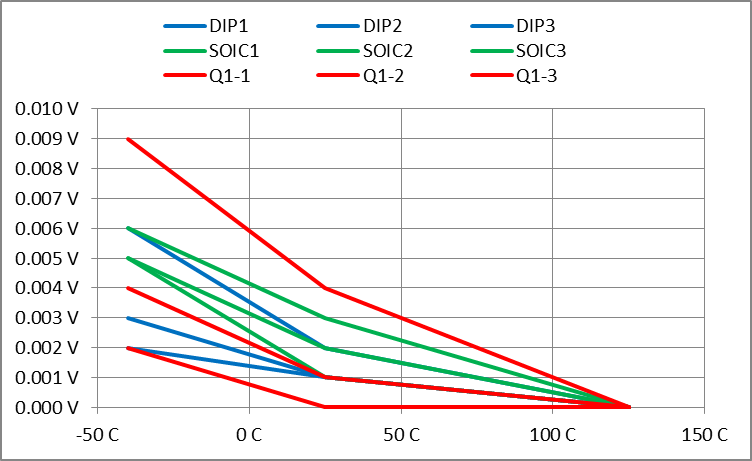 DIP1 DIP2 DIP3
SOIC1 SOIC2 SOIC3
Q1-1 Q1-2 Q1-3
0.010 V
0.009 V
0.008 V
0.007 V
0.006 V
0.005 V
0.004 V
0.003 V
0.002 V
0.001 V
0.000 V
-50 C 0 C 50 C 100 C 150 C